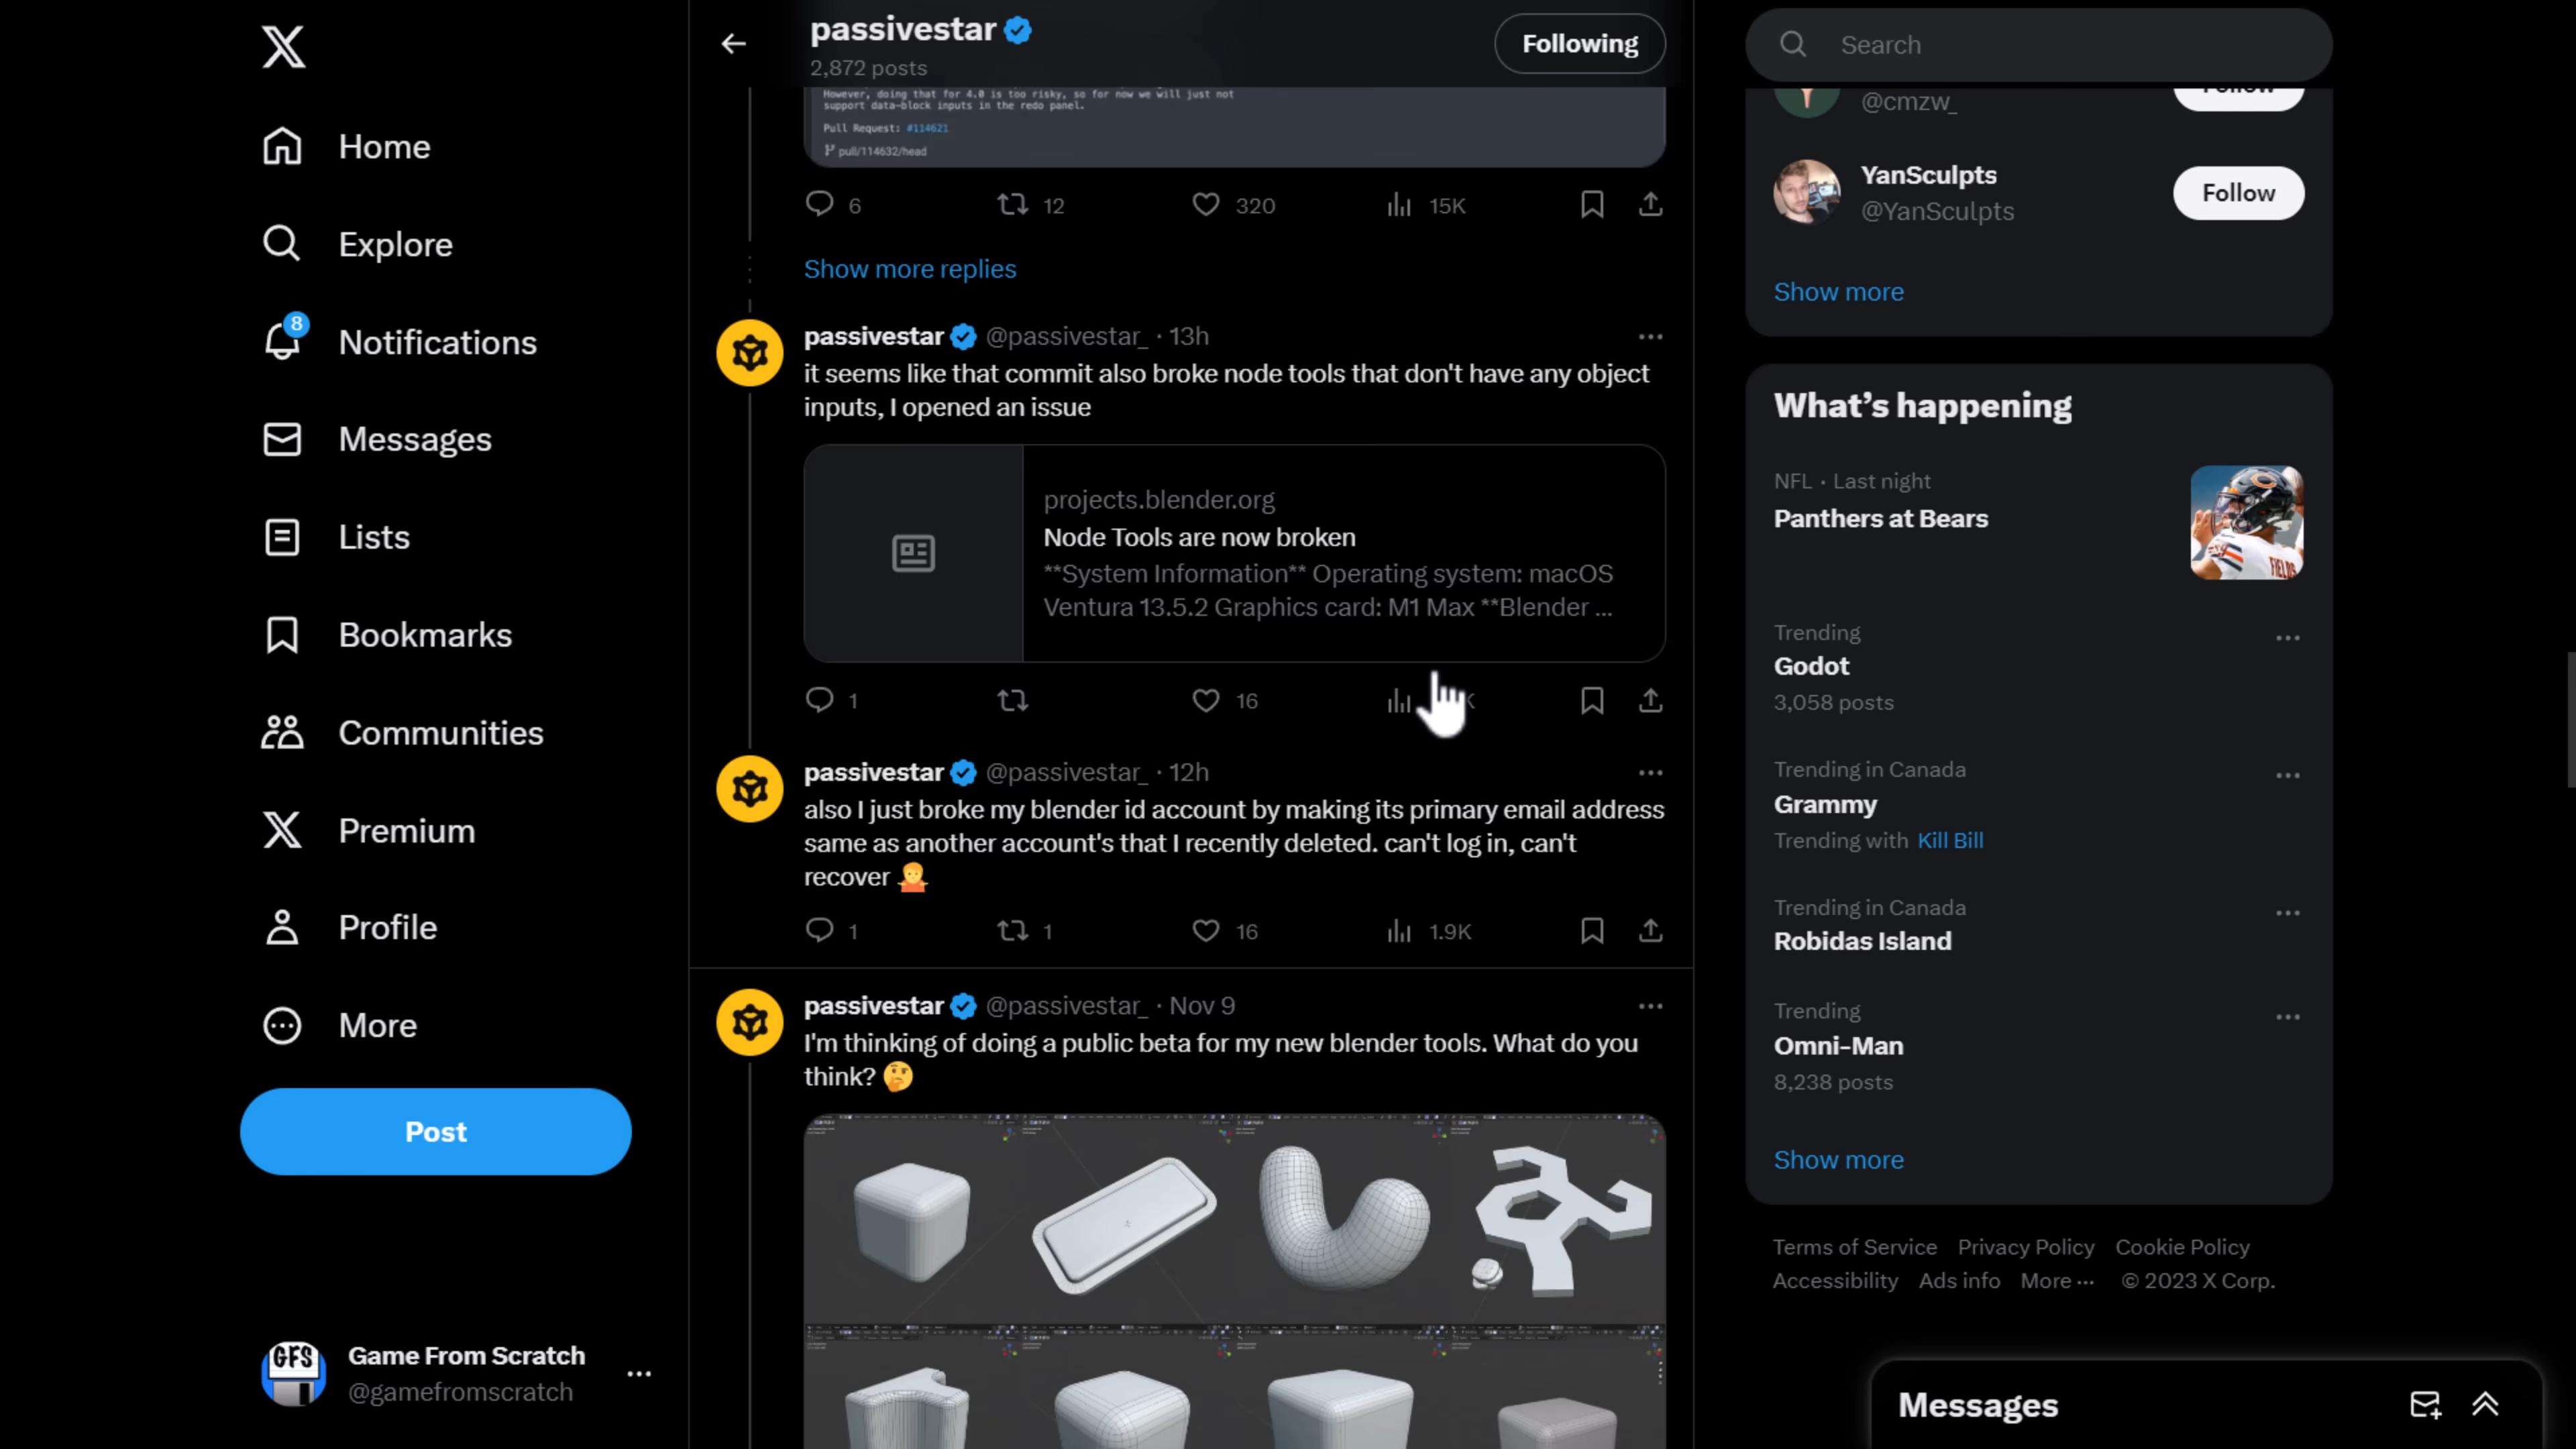 Home
Explore
8
Notifications
Messages
Lists
Bookmarks
Communities
Premium
Profile
More
Post
GFS
Game From Scratch
@gamefromscratch
passivestar
2,872 posts
Following
However, doing that for 4.0 is too risky, so for now we will just not
support data-block inputs in the redo panel.
Pull Request: #114621
pull/114632/head
6 12 320 15K
Show more replies
passivestar @passivestar_ · 13h
it seems like that commit also broke node tools that don't have any object
inputs, I opened an issue
projects.blender.org
Node Tools are now broken
**System Information** Operating system: macOS
Ventura 13.5.2 Graphics card: M1 Max **Blender ...
1 16
passivestar @passivestar_ · 12h
also I just broke my blender id account by making its primary email address
same as another account's that I recently deleted. can't log in, can't
recover 🤷
1 1 16 1.9K
passivestar @passivestar_ · Nov 9
I'm thinking of doing a public beta for my new blender tools. What do you
think? 🤔
Search
@cmzw_
Follow
YanSculpts
@YanSculpts
Follow
Show more
What's happening
NFL · Last night
Panthers at Bears
Trending
Godot
3,058 posts
Trending in Canada
Grammy
Trending with Kill Bill
Trending in Canada
Robidas Island
Trending
Omni-Man
8,238 posts
Show more
Terms of Service Privacy Policy Cookie Policy
Accessibility Ads info More ··· © 2023 X Corp.
Messages